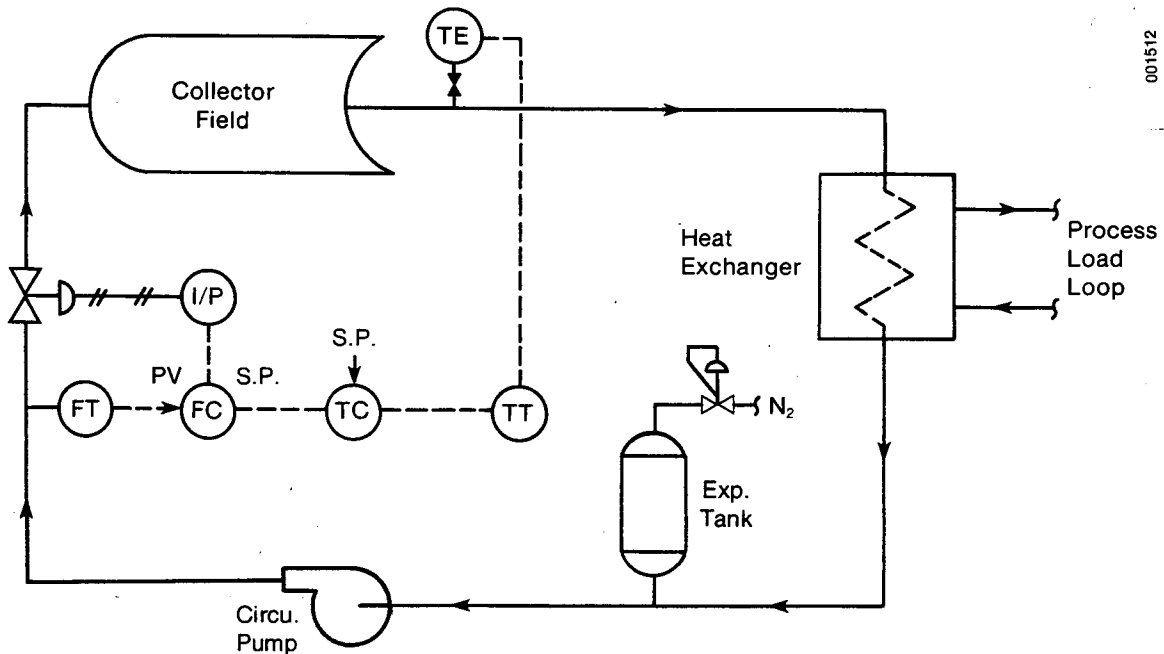 TE
001512
Collector
Field
Heat
Exchanger
Process
Load
Loop
I/P
S.P.
PV
S.P.
FT
FC
TC
TT
N₂
Exp.
Tank
Circu.
Pump